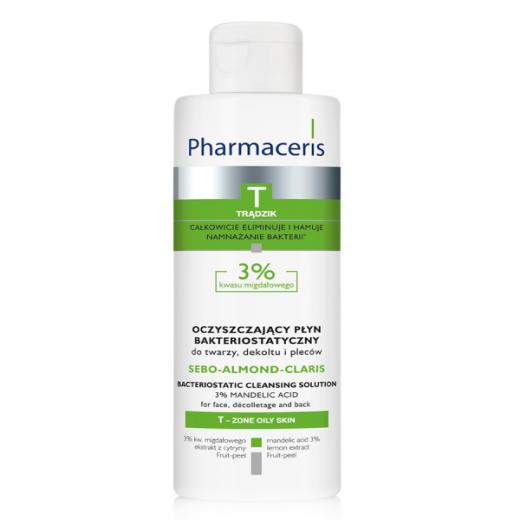 Pharmaceris
T
TRĄDZIK
CAŁKOWICIE ELIMINUJE I HAMUJE
NAMNAŻANIE BAKTERII*
3%
kwasu migdałowego
OCZYSZCZAJĄCY PŁYN
BAKTERIOSTATYCZNY
do twarzy, dekoltu i pleców
SEBO-ALMOND-CLARIS
BACTERIOSTATIC CLEANSING SOLUTION
3% MANDELIC ACID
for face, décolletage and back
T – ZONE OILY SKIN
3% kw. migdałowego
ekstrakt z cytryny
Fruit-peel
mandelic acid 3%
lemon extract
Fruit-peel